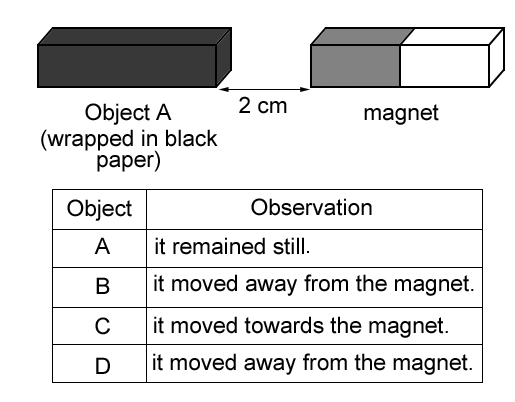 2 cm
Object A
(wrapped in black
paper)
magnet
Object Observation
A it remained still.
B it moved away from the magnet.
C it moved towards the magnet.
D it moved away from the magnet.